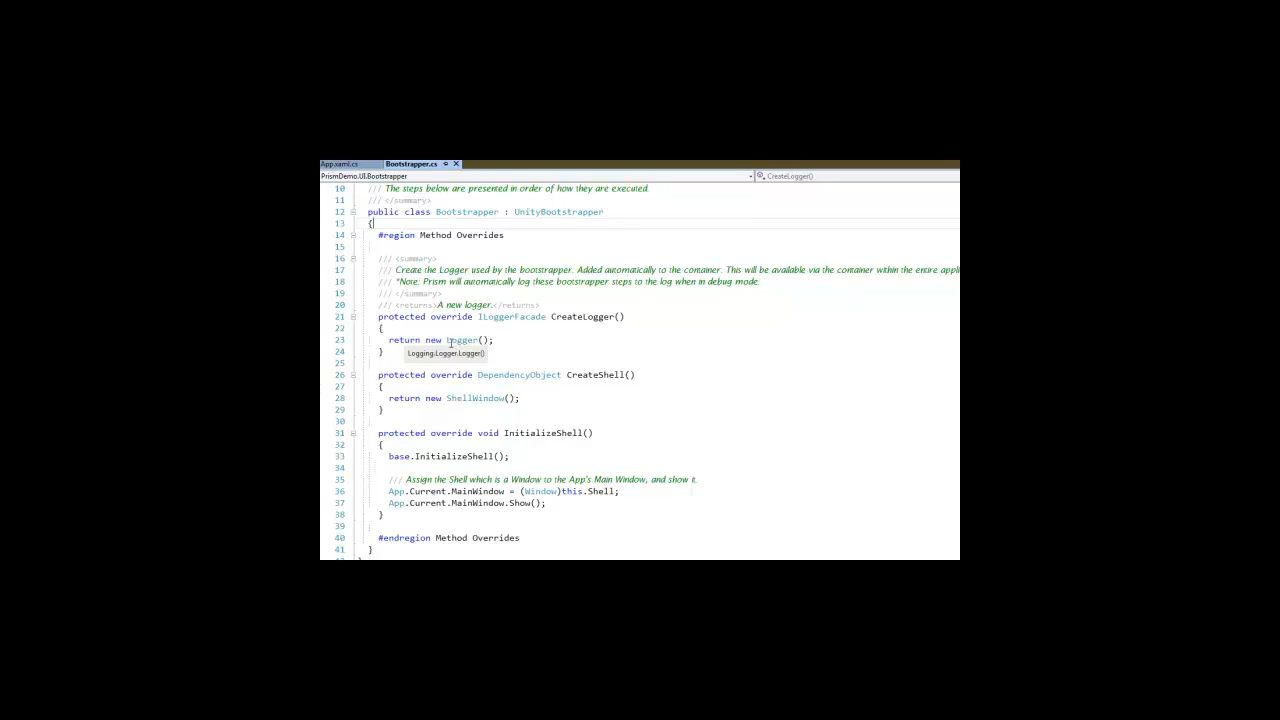 App.xaml.cs Bootstrapper.cs
PrismDemo.UI.Bootstrapper CreateLogger()
10 /// The steps below are presented in order of how they are executed.
11 /// </summary>
12 public class Bootstrapper : UnityBootstrapper
13 {
14 #region Method Overrides
15
16 /// <summary>
17 /// Create the Logger used by the bootstrapper. Added automatically to the container. This will be available via the container within the entire appli
18 /// *Note: Prism will automatically log these bootstrapper steps to the log when in debug mode.
19 /// </summary>
20 /// <returns>A new logger.</returns>
21 protected override ILoggerFacade CreateLogger()
22 {
23 return new Logger();
24 }
Logging.Logger.Logger()
25
26 protected override DependencyObject CreateShell()
27 {
28 return new ShellWindow();
29 }
30
31 protected override void InitializeShell()
32 {
33 base.InitializeShell();
34
35 /// Assign the Shell which is a Window to the App's Main Window, and show it.
36 App.Current.MainWindow = (Window)this.Shell;
37 App.Current.MainWindow.Show();
38 }
39
40 #endregion Method Overrides
41 }